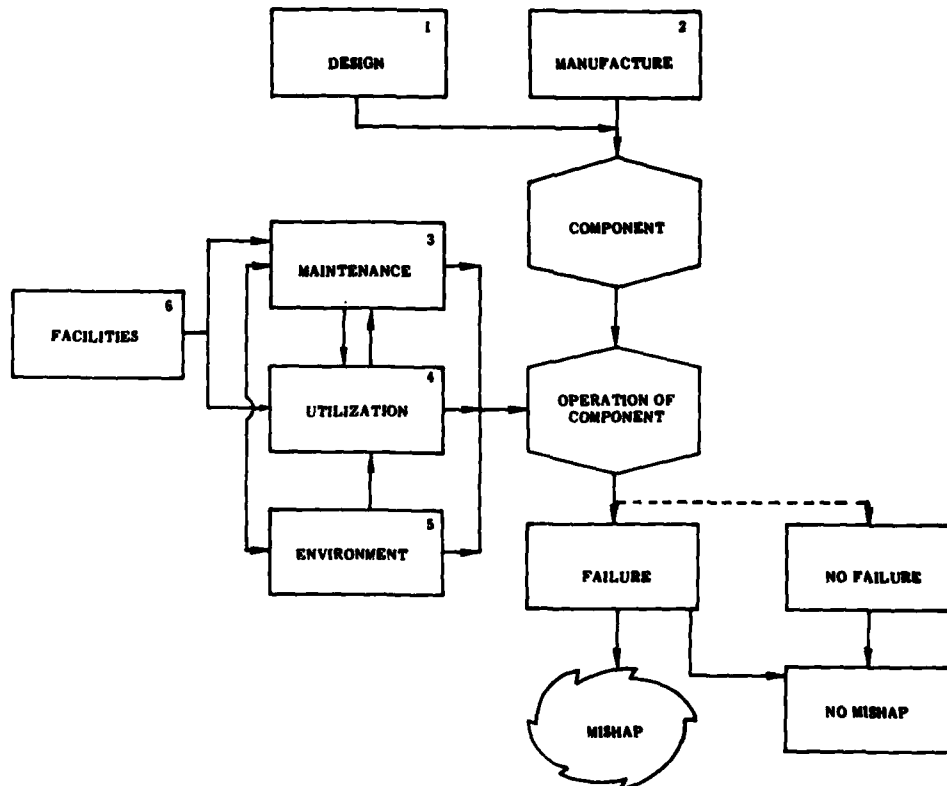 1
DESIGN
2
MANUFACTURE
COMPONENT
3
MAINTENANCE
6
FACILITIES
4
UTILIZATION
OPERATION OF
COMPONENT
5
ENVIRONMENT
FAILURE
NO FAILURE
MISHAP
NO MISHAP